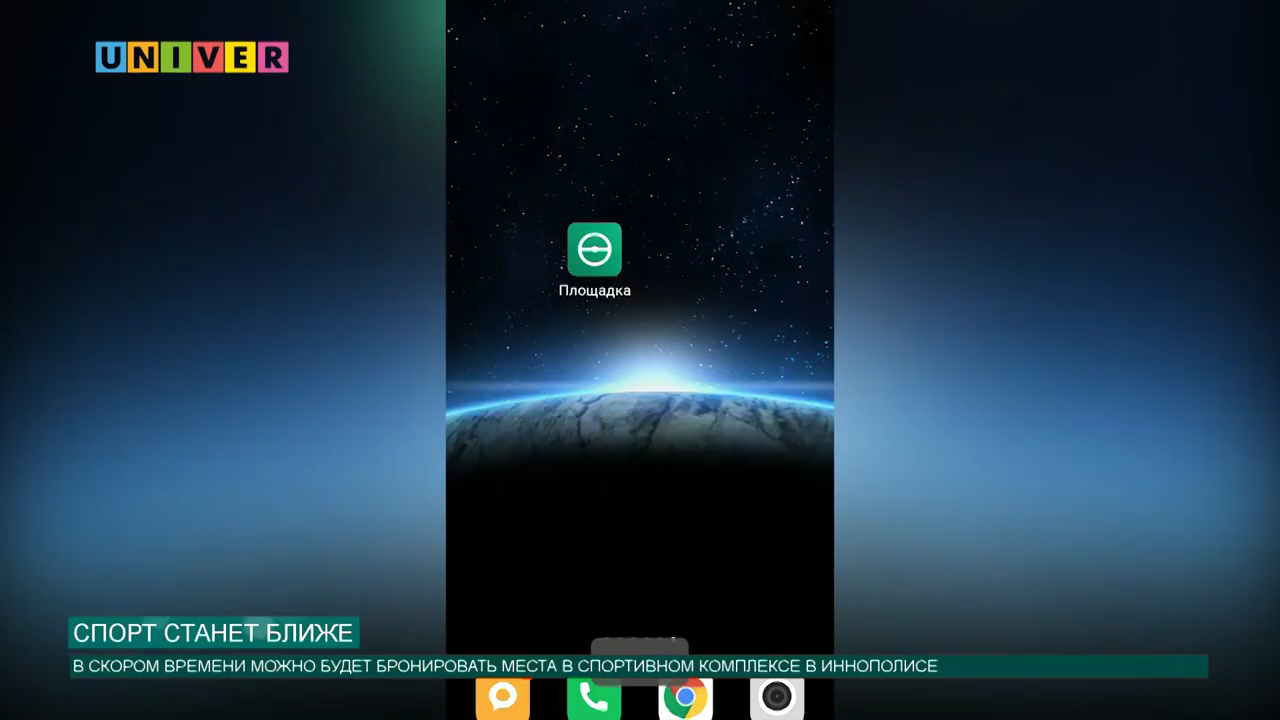 UNIVER
Площадка
СПОРТ СТАНЕТ БЛИЖЕ
В СКОРОМ ВРЕМЕНИ МОЖНО БУДЕТ БРОНИРОВАТЬ МЕСТА В СПОРТИВНОМ КОМПЛЕКСЕ В ИННОПОЛИСЕ